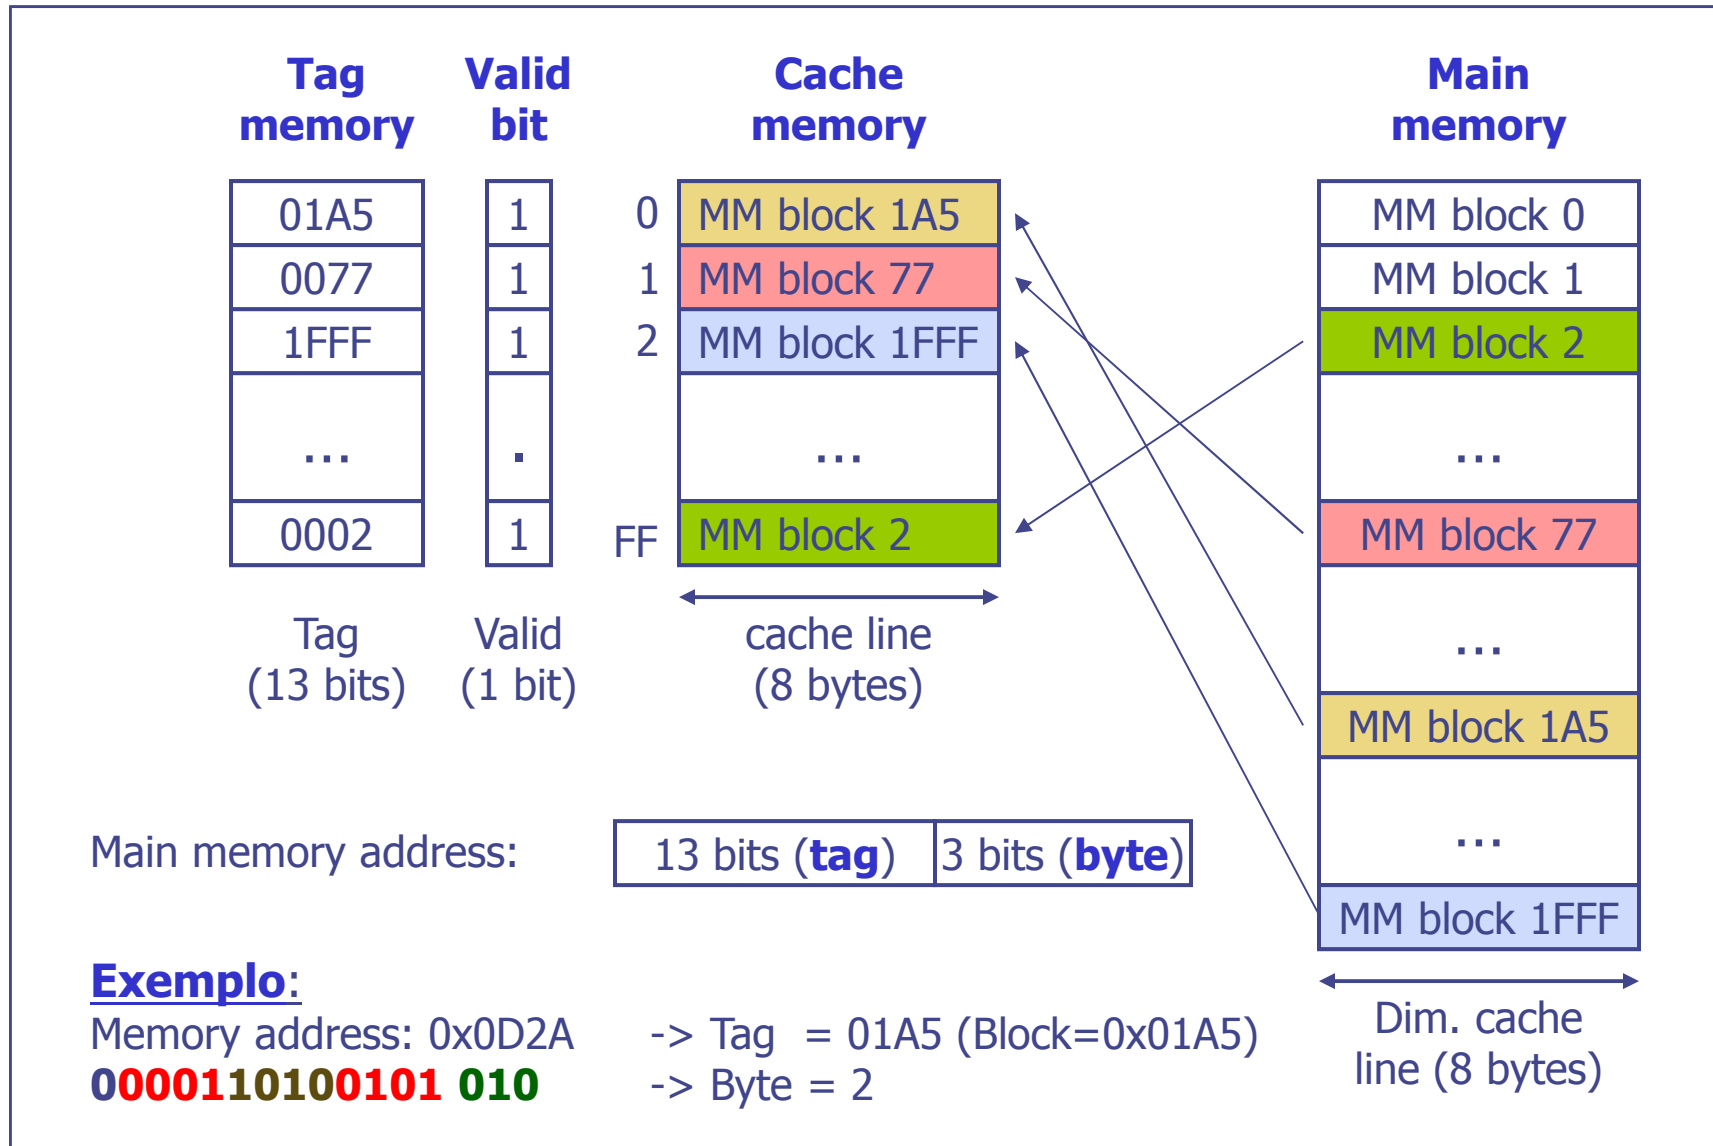 Tag
memory
Valid
bit
Cache
memory
Main
memory
01A5 1 0 MM block 1A5 MM block 0
0077 1 1 MM block 77 MM block 1
1FFF 1 2 MM block 1FFF MM block 2
... . ... ...
0002 1 FF MM block 2 MM block 77
Tag
(13 bits)
Valid
(1 bit)
cache line
(8 bytes)
...
MM block 1A5
...
MM block 1FFF
Dim. cache
line (8 bytes)
Main memory address: 13 bits (tag) 3 bits (byte)
Exemplo:
Memory address: 0x0D2A -> Tag = 01A5 (Block=0x01A5)
0000110100101 010 -> Byte = 2